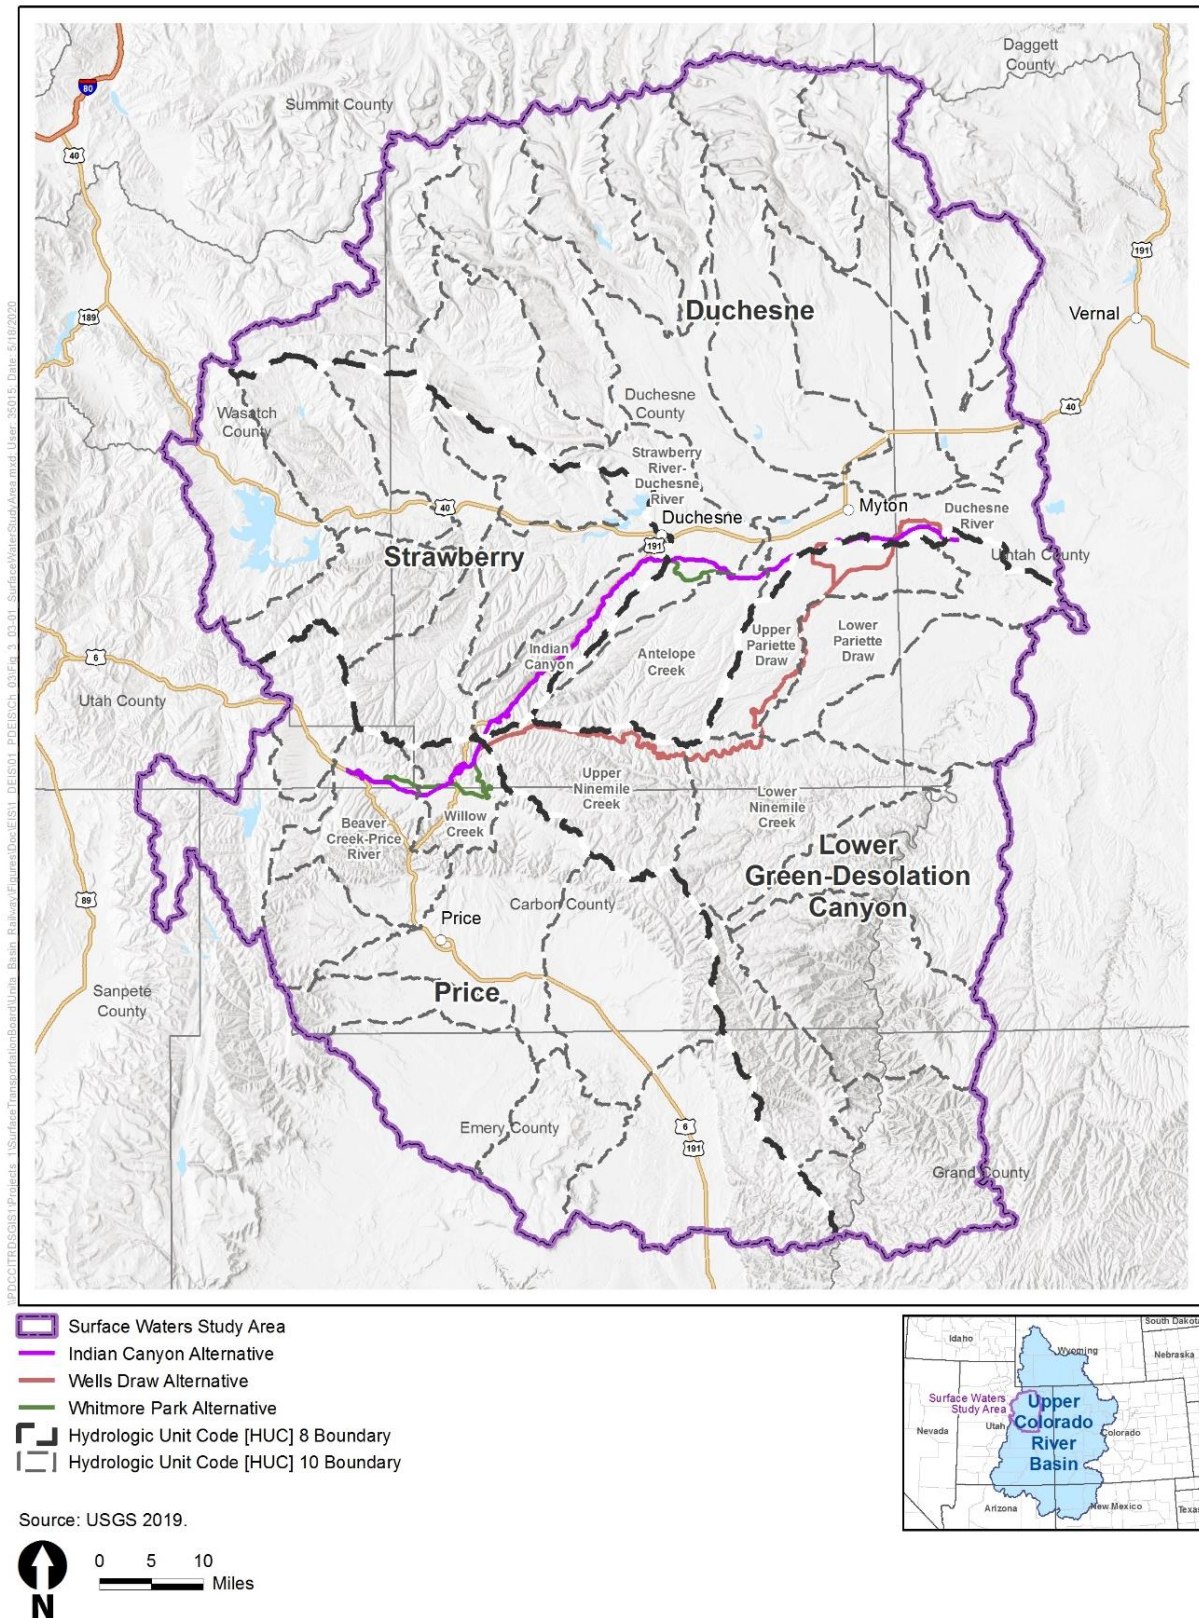 Daggett
County
Summit County
80
40
191
Vernal
189
Duchesne
Wasatch
County
Duchesne
County
40
Strawberry
River-
Duchesne
River
40
Duchesne
Myton
Duchesne
River
191
Uintah County
Strawberry
Indian
Canyon
Antelope
Creek
Upper
Pariette
Draw
Lower
Pariette
Draw
6
Utah County
Upper
Ninemile
Creek
Lower
Ninemile
Creek
Beaver
Creek-Price
River
Willow
Creek
Lower
Green-Desolation
Canyon
89
Carbon County
Price
Sanpete
County
Price
Emery County
6
191
Grand County
Surface Waters Study Area
Indian Canyon Alternative
Wells Draw Alternative
Whitmore Park Alternative
Hydrologic Unit Code [HUC] 8 Boundary
Hydrologic Unit Code [HUC] 10 Boundary
Source: USGS 2019.
N
0 5 10
Miles
Idaho
Wyoming
South Dakota
Nebraska
Surface Waters
Study Area
Utah
Nevada
Upper
Colorado
River
Basin
Colorado
Arizona
New Mexico
Texas